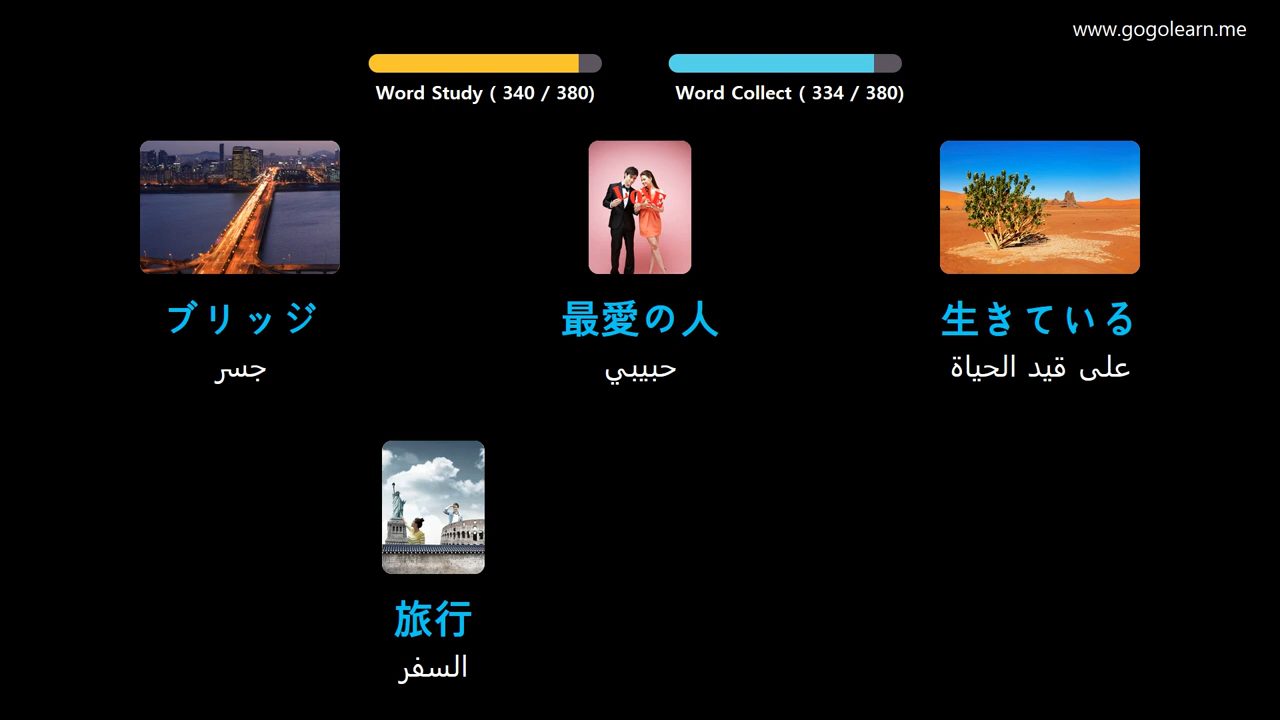 www.gogolearn.me
Word Study ( 340 / 380)
Word Collect ( 334 / 380)
ブリッジ
جسر
最愛の人
حبيبي
生きている
على قيد الحياة
旅行
السفر